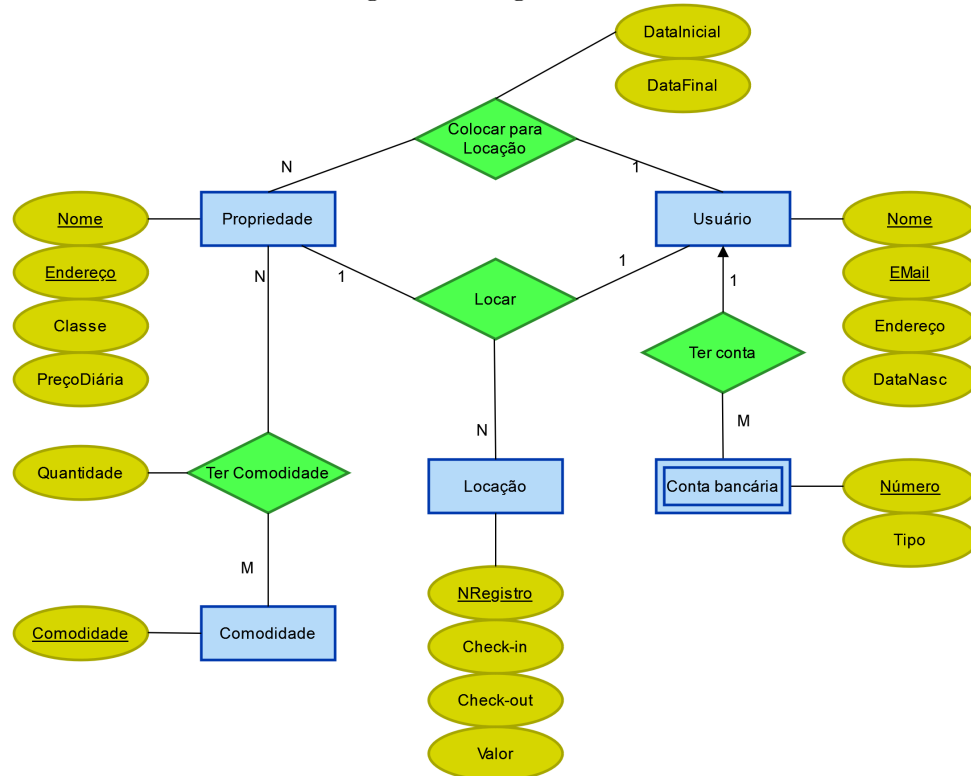 DataInicial
DataFinal
Colocar para
Locação
N
1
Nome
Propriedade
Usuário
Nome
Endereço
N
1
1
1
EMail
Locar
Classe
Ter conta
Endereço
PreçoDiária
DataNasc
N
M
Quantidade
Ter Comodidade
Locação
Conta bancária
Número
Tipo
M
NRegistro
Comodidade
Comodidade
Check-in
Check-out
Valor